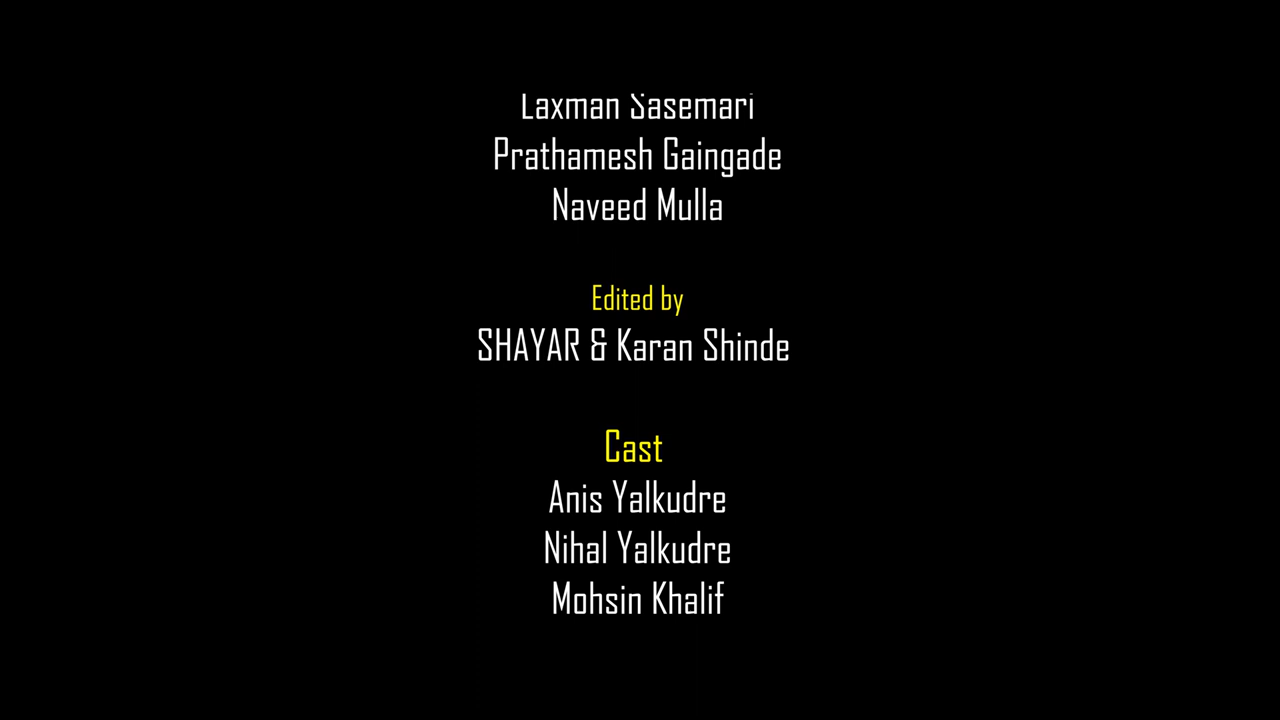 Laxman Sasemari
Prathamesh Gaingade
Naveed Mulla
Edited by
SHAYAR & Karan Shinde
Cast
Anis Yalkudre
Nihal Yalkudre
Mohsin Khalif